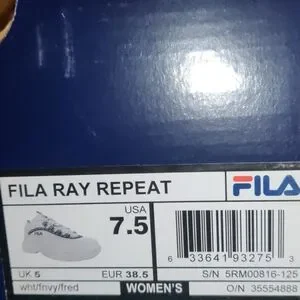 FILA RAY REPEAT
FILA
USA
7.5
UK 5
EUR 38.5
6 33641 93275 3
S/N 5RM00816-125
wht/fnvy/fred
WOMEN'S
O/N 35554888